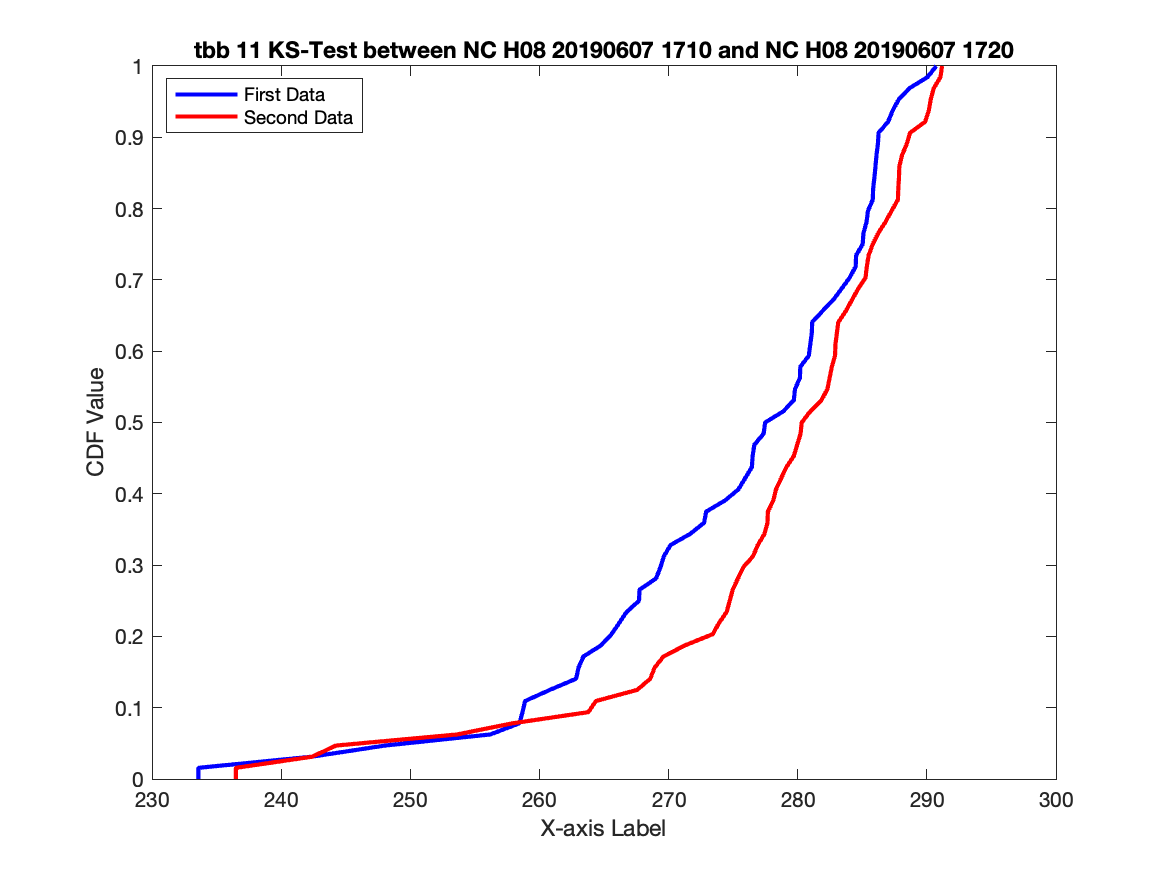 tbb 11 KS-Test between NC H08 20190607 1710 and NC H08 20190607 1720
First Data
Second Data
1
0.9
0.8
0.7
0.6
0.5
0.4
0.3
0.2
0.1
0
CDF Value
230 240 250 260 270 280 290 300
X-axis Label